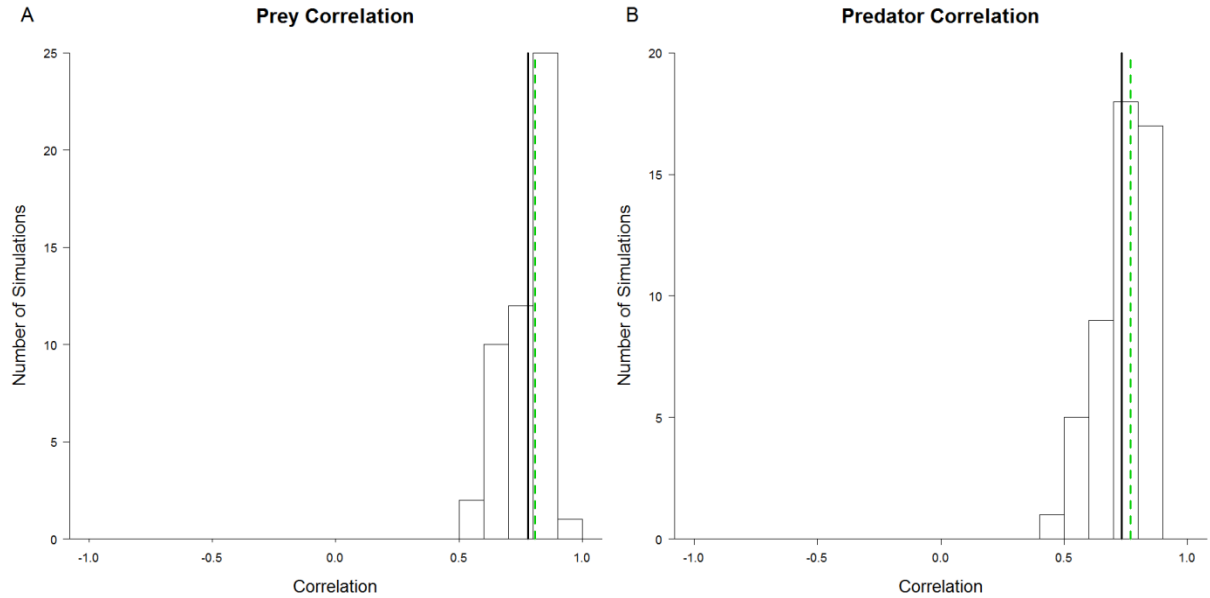 A
Prey Correlation
25
20
15
10
5
0
Number of Simulations
-1.0
-0.5
0.0
0.5
1.0
Correlation
B
Predator Correlation
20
15
10
5
0
Number of Simulations
-1.0
-0.5
0.0
0.5
1.0
Correlation